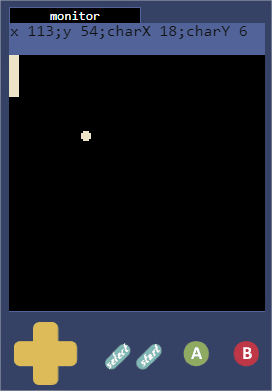 monitor
x 113;y 54;charX 18;charY 6
select
start
A
B